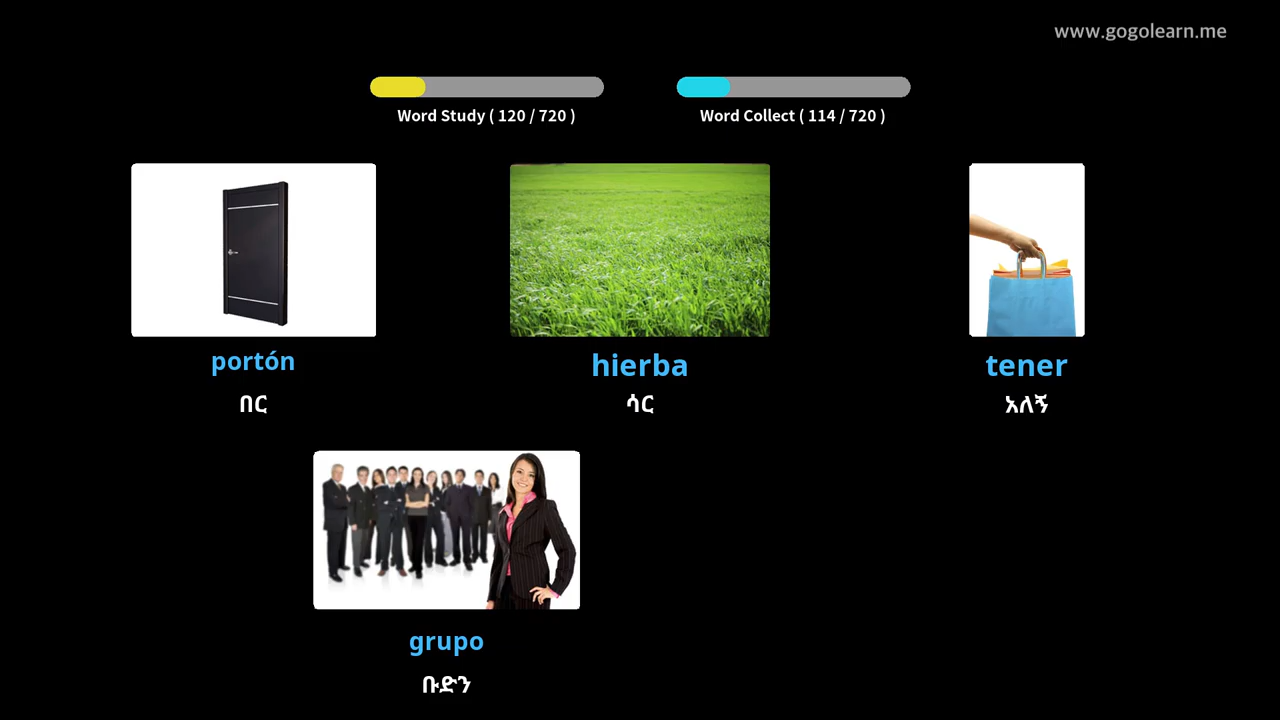 www.gogolearn.me
Word Study ( 120 / 720 )
Word Collect ( 114 / 720 )
portón
hierba
tener
በር
ሳር
አለኝ
grupo
ቡድን